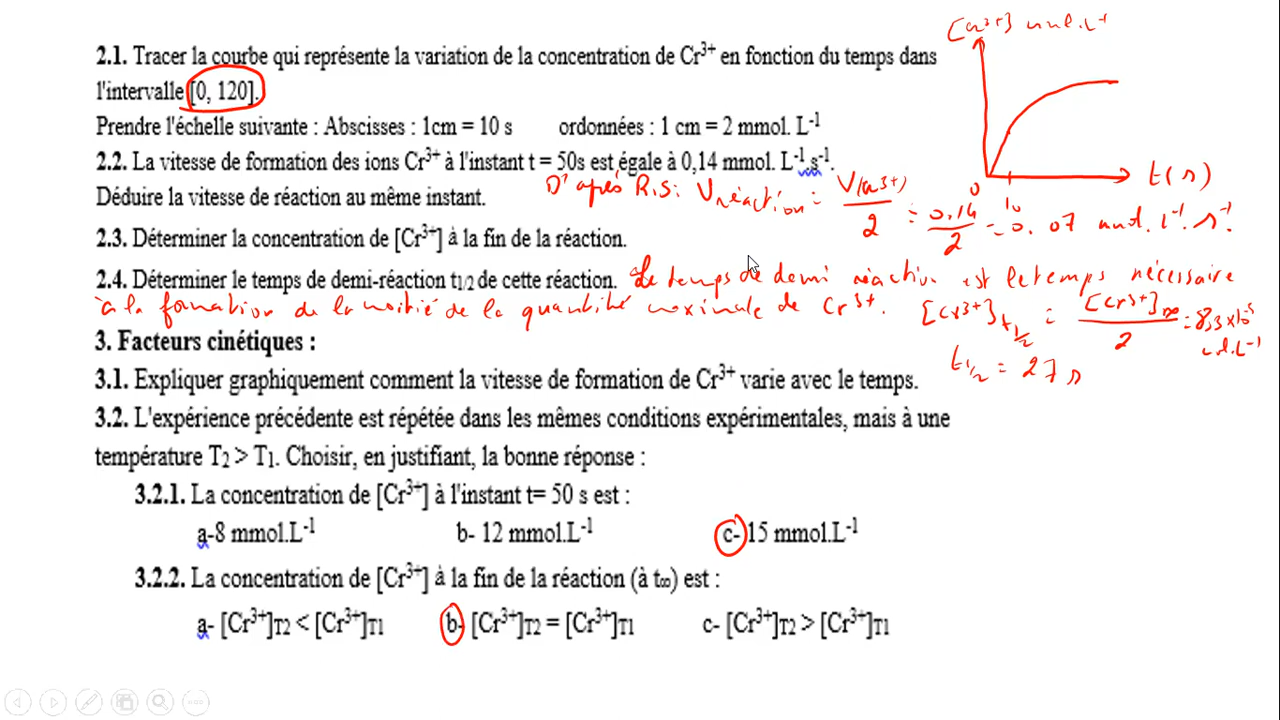 [Cr³⁺] mmol.L⁻¹
2.1. Tracer la courbe qui représente la variation de la concentration de Cr³⁺ en fonction du temps dans
l'intervalle [0, 120].
Prendre l'échelle suivante : Abscisses : 1cm = 10 s ordonnées : 1 cm = 2 mmol. L⁻¹
2.2. La vitesse de formation des ions Cr³⁺ à l'instant t = 50s est égale à 0,14 mmol. L⁻¹.s⁻¹.
0 10 t(s)
Déduire la vitesse de réaction au même instant.
D'après R.S: Vréaction = V(Cr³⁺)/2 = 0.14/2 = 0.07 mmol. L⁻¹. s⁻¹.
2.3. Déterminer la concentration de [Cr³⁺] à la fin de la réaction.
2.4. Déterminer le temps de demi-réaction t1/2 de cette réaction. Le temps de demi réaction est le temps nécessaire
à la formation de la moitié de la quantité maximale de Cr³⁺. [Cr³⁺]t1/2 = [Cr³⁺]∞/2 = 8,3×10⁻³ mol.L⁻¹
t1/2 = 27 s
3. Facteurs cinétiques :
3.1. Expliquer graphiquement comment la vitesse de formation de Cr³⁺ varie avec le temps.
3.2. L'expérience précédente est répétée dans les mêmes conditions expérimentales, mais à une
température T2 > T1. Choisir, en justifiant, la bonne réponse :
3.2.1. La concentration de [Cr³⁺] à l'instant t= 50 s est :
a-8 mmol.L⁻¹ b- 12 mmol.L⁻¹ c- 15 mmol.L⁻¹
3.2.2. La concentration de [Cr³⁺] à la fin de la réaction (à t∞) est :
a- [Cr³⁺]T2 < [Cr³⁺]T1 b- [Cr³⁺]T2 = [Cr³⁺]T1 c- [Cr³⁺]T2 > [Cr³⁺]T1